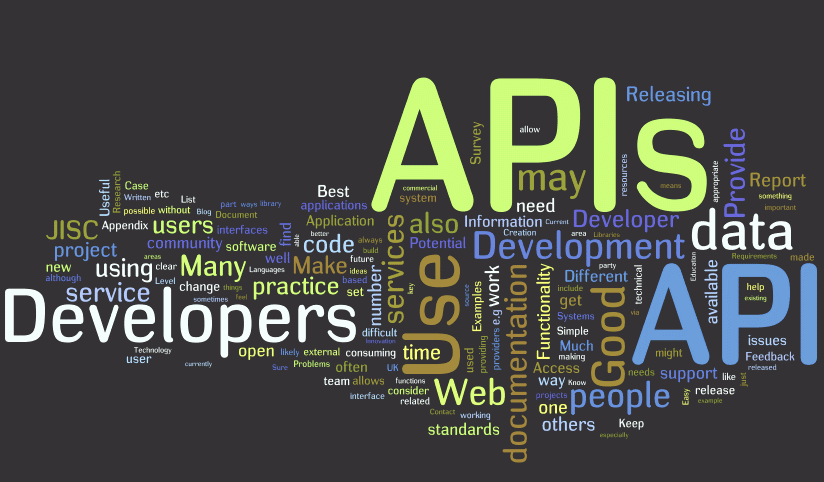 APIs
Releasing
Survey
allow
may
commercial
system
resources
means
appropriate
Provide
Report
something
important
need
Information
Current
Developer
data
Useful
Research
Case
Written
etc
List
possible
without
Blog
part
ways
library
Document
Best
applications
Application
JISC
Appendix
users
interfaces
find
able
better
code
always
build
services
also
Potential
Development
area
Libraries
Requirements
made
project
community
software
areas
new
although
using
clear
Level
Many
Languages
well
Make
future
ideas
based
service
change
things
sometimes
feel
practice
set
number
key
Use
source
Examples
work
e.g
providers
providing
used
documentation
Functionality
Different
party
technical
via
include
get
Systems
Simple
Much
making
Good
API
Education
available
help
existing
issues
Feedback
released
Developers
difficult
Innovation
Technology
user
currently
open
likely
external
consuming
time
Sure
Problems
often
UK
team
allows
functions
consider
interface
related
Web
Contact
working
standards
Access
way
Know
projects
one
people
others
especially
Keep
might
needs
support
like
just
Easy
release
example